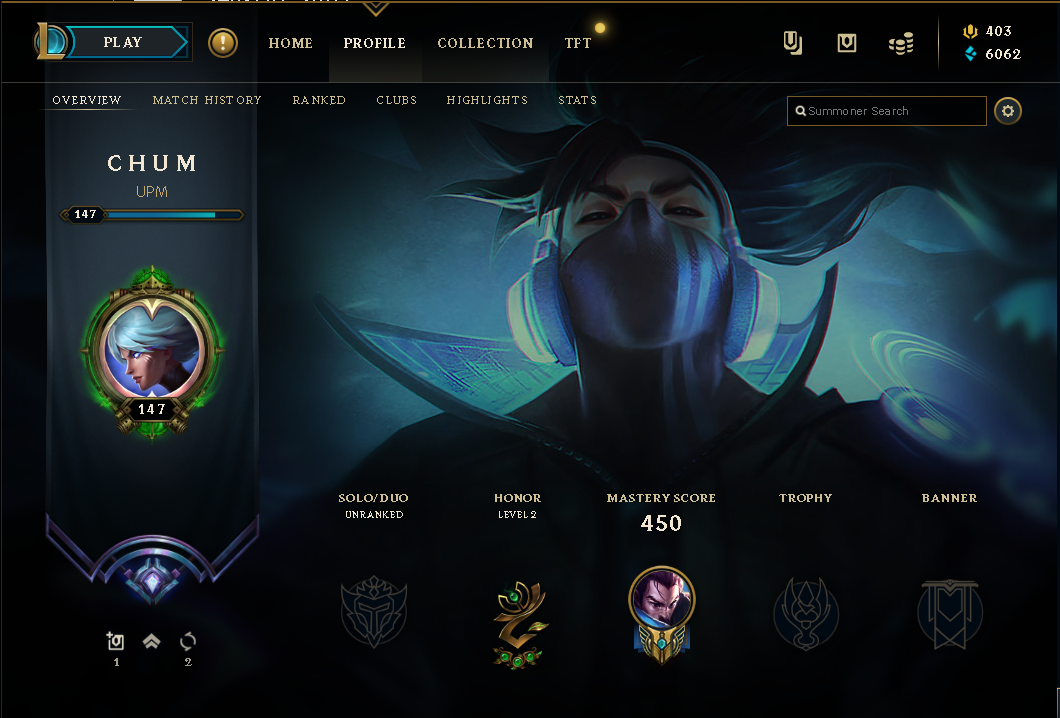 PLAY
HOME
PROFILE
COLLECTION
TFT
403
6062
OVERVIEW
MATCH HISTORY
RANKED
CLUBS
HIGHLIGHTS
STATS
Summoner Search
CHUM
UPM
147
147
SOLO/DUO
UNRANKED
HONOR
LEVEL 2
MASTERY SCORE
450
TROPHY
BANNER
1
2